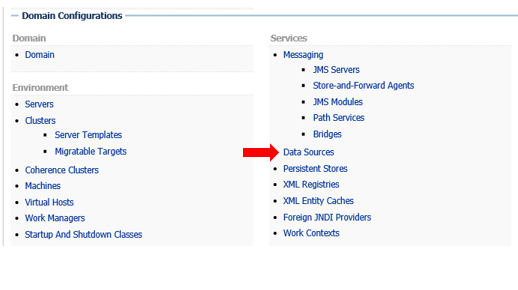 Domain Configurations
Domain
Domain
Environment
Servers
Clusters
Server Templates
Migratable Targets
Coherence Clusters
Machines
Virtual Hosts
Work Managers
Startup And Shutdown Classes
Services
Messaging
JMS Servers
Store-and-Forward Agents
JMS Modules
Path Services
Bridges
Data Sources
Persistent Stores
XML Registries
XML Entity Caches
Foreign JNDI Providers
Work Contexts